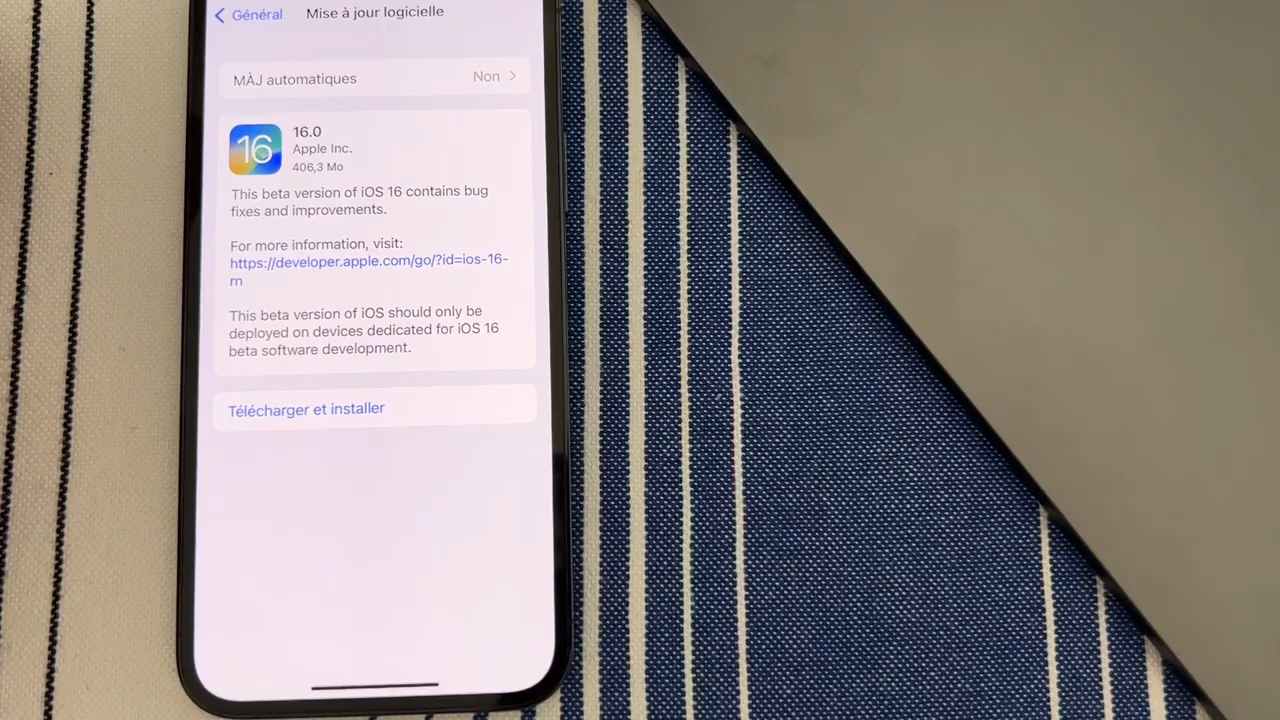 Général
Mise à jour logicielle
MÀJ automatiques
Non
16
16.0
Apple Inc.
406,3 Mo
This beta version of iOS 16 contains bug
fixes and improvements.
For more information, visit:
https://developer.apple.com/go/?id=ios-16-
rn
This beta version of iOS should only be
deployed on devices dedicated for iOS 16
beta software development.
Télécharger et installer